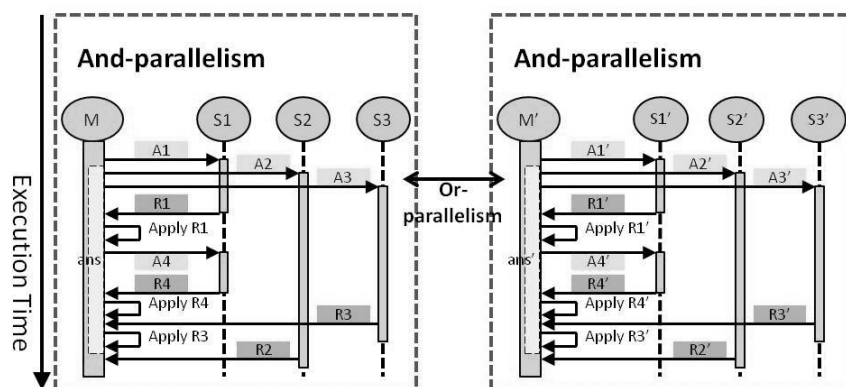 Execution Time
And-parallelism
M
S1
S2
S3
A1
A2
A3
R1
Apply R1
ans
A4
R4
Apply R4
R3
Apply R3
R2
Or-
parallelism
And-parallelism
M'
S1'
S2'
S3'
A1'
A2'
A3'
R1'
Apply R1'
ans'
A4'
R4'
Apply R4'
R3'
Apply R3'
R2'